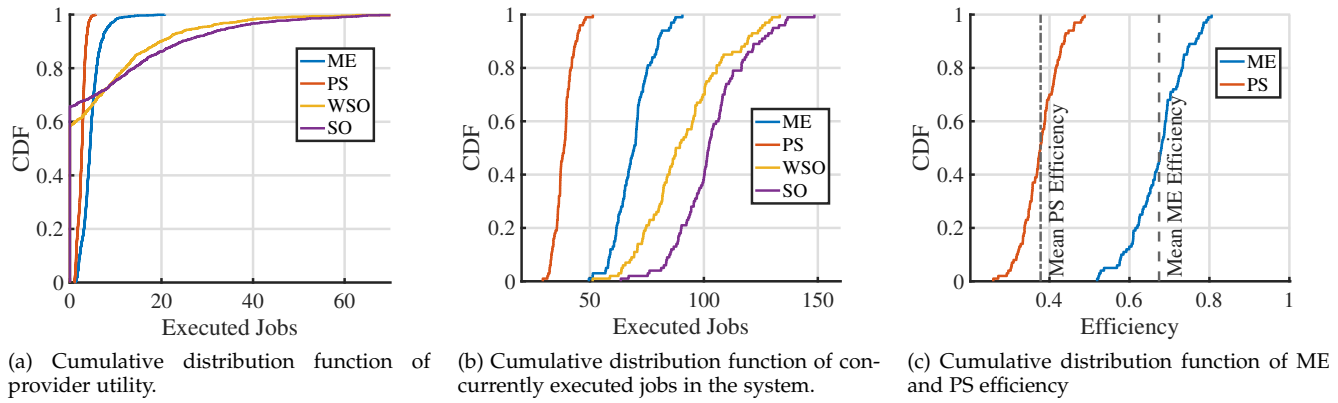 1
0.8
0.6
0.4
0.2
0
CDF
0 20 40 60
Executed Jobs
ME
PS
WSO
SO
(a) Cumulative distribution function of
provider utility.
1
0.8
0.6
0.4
0.2
0
CDF
50 100 150
Executed Jobs
ME
PS
WSO
SO
(b) Cumulative distribution function of con-
currently executed jobs in the system.
1
0.8
0.6
0.4
0.2
0
CDF
0.4 0.6 0.8 1
Efficiency
ME
PS
Mean PS Efficiency
Mean ME Efficiency
(c) Cumulative distribution function of ME
and PS efficiency